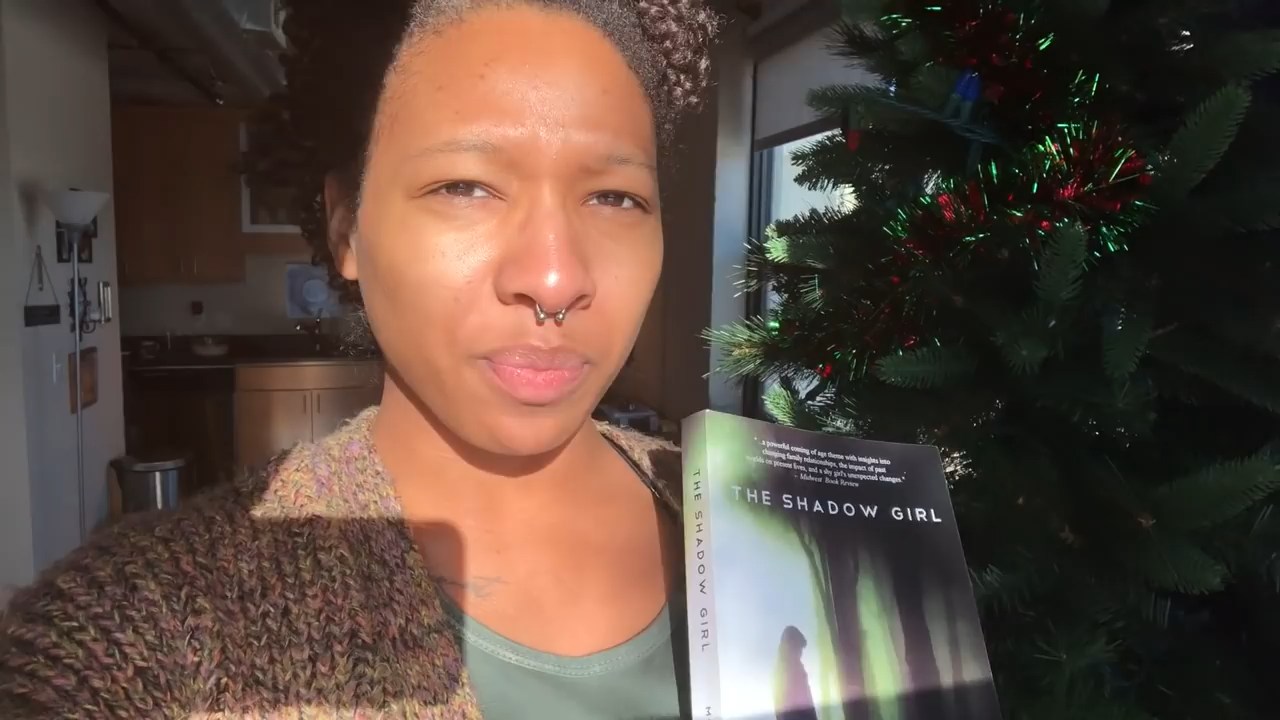 "...a powerful coming of age theme with insights into
changing family relationships, the impact of past
worlds on present lives, and a shy girl's unexpected changes."
- Midwest Book Review
THE SHADOW GIRL
THE SHADOW GIRL